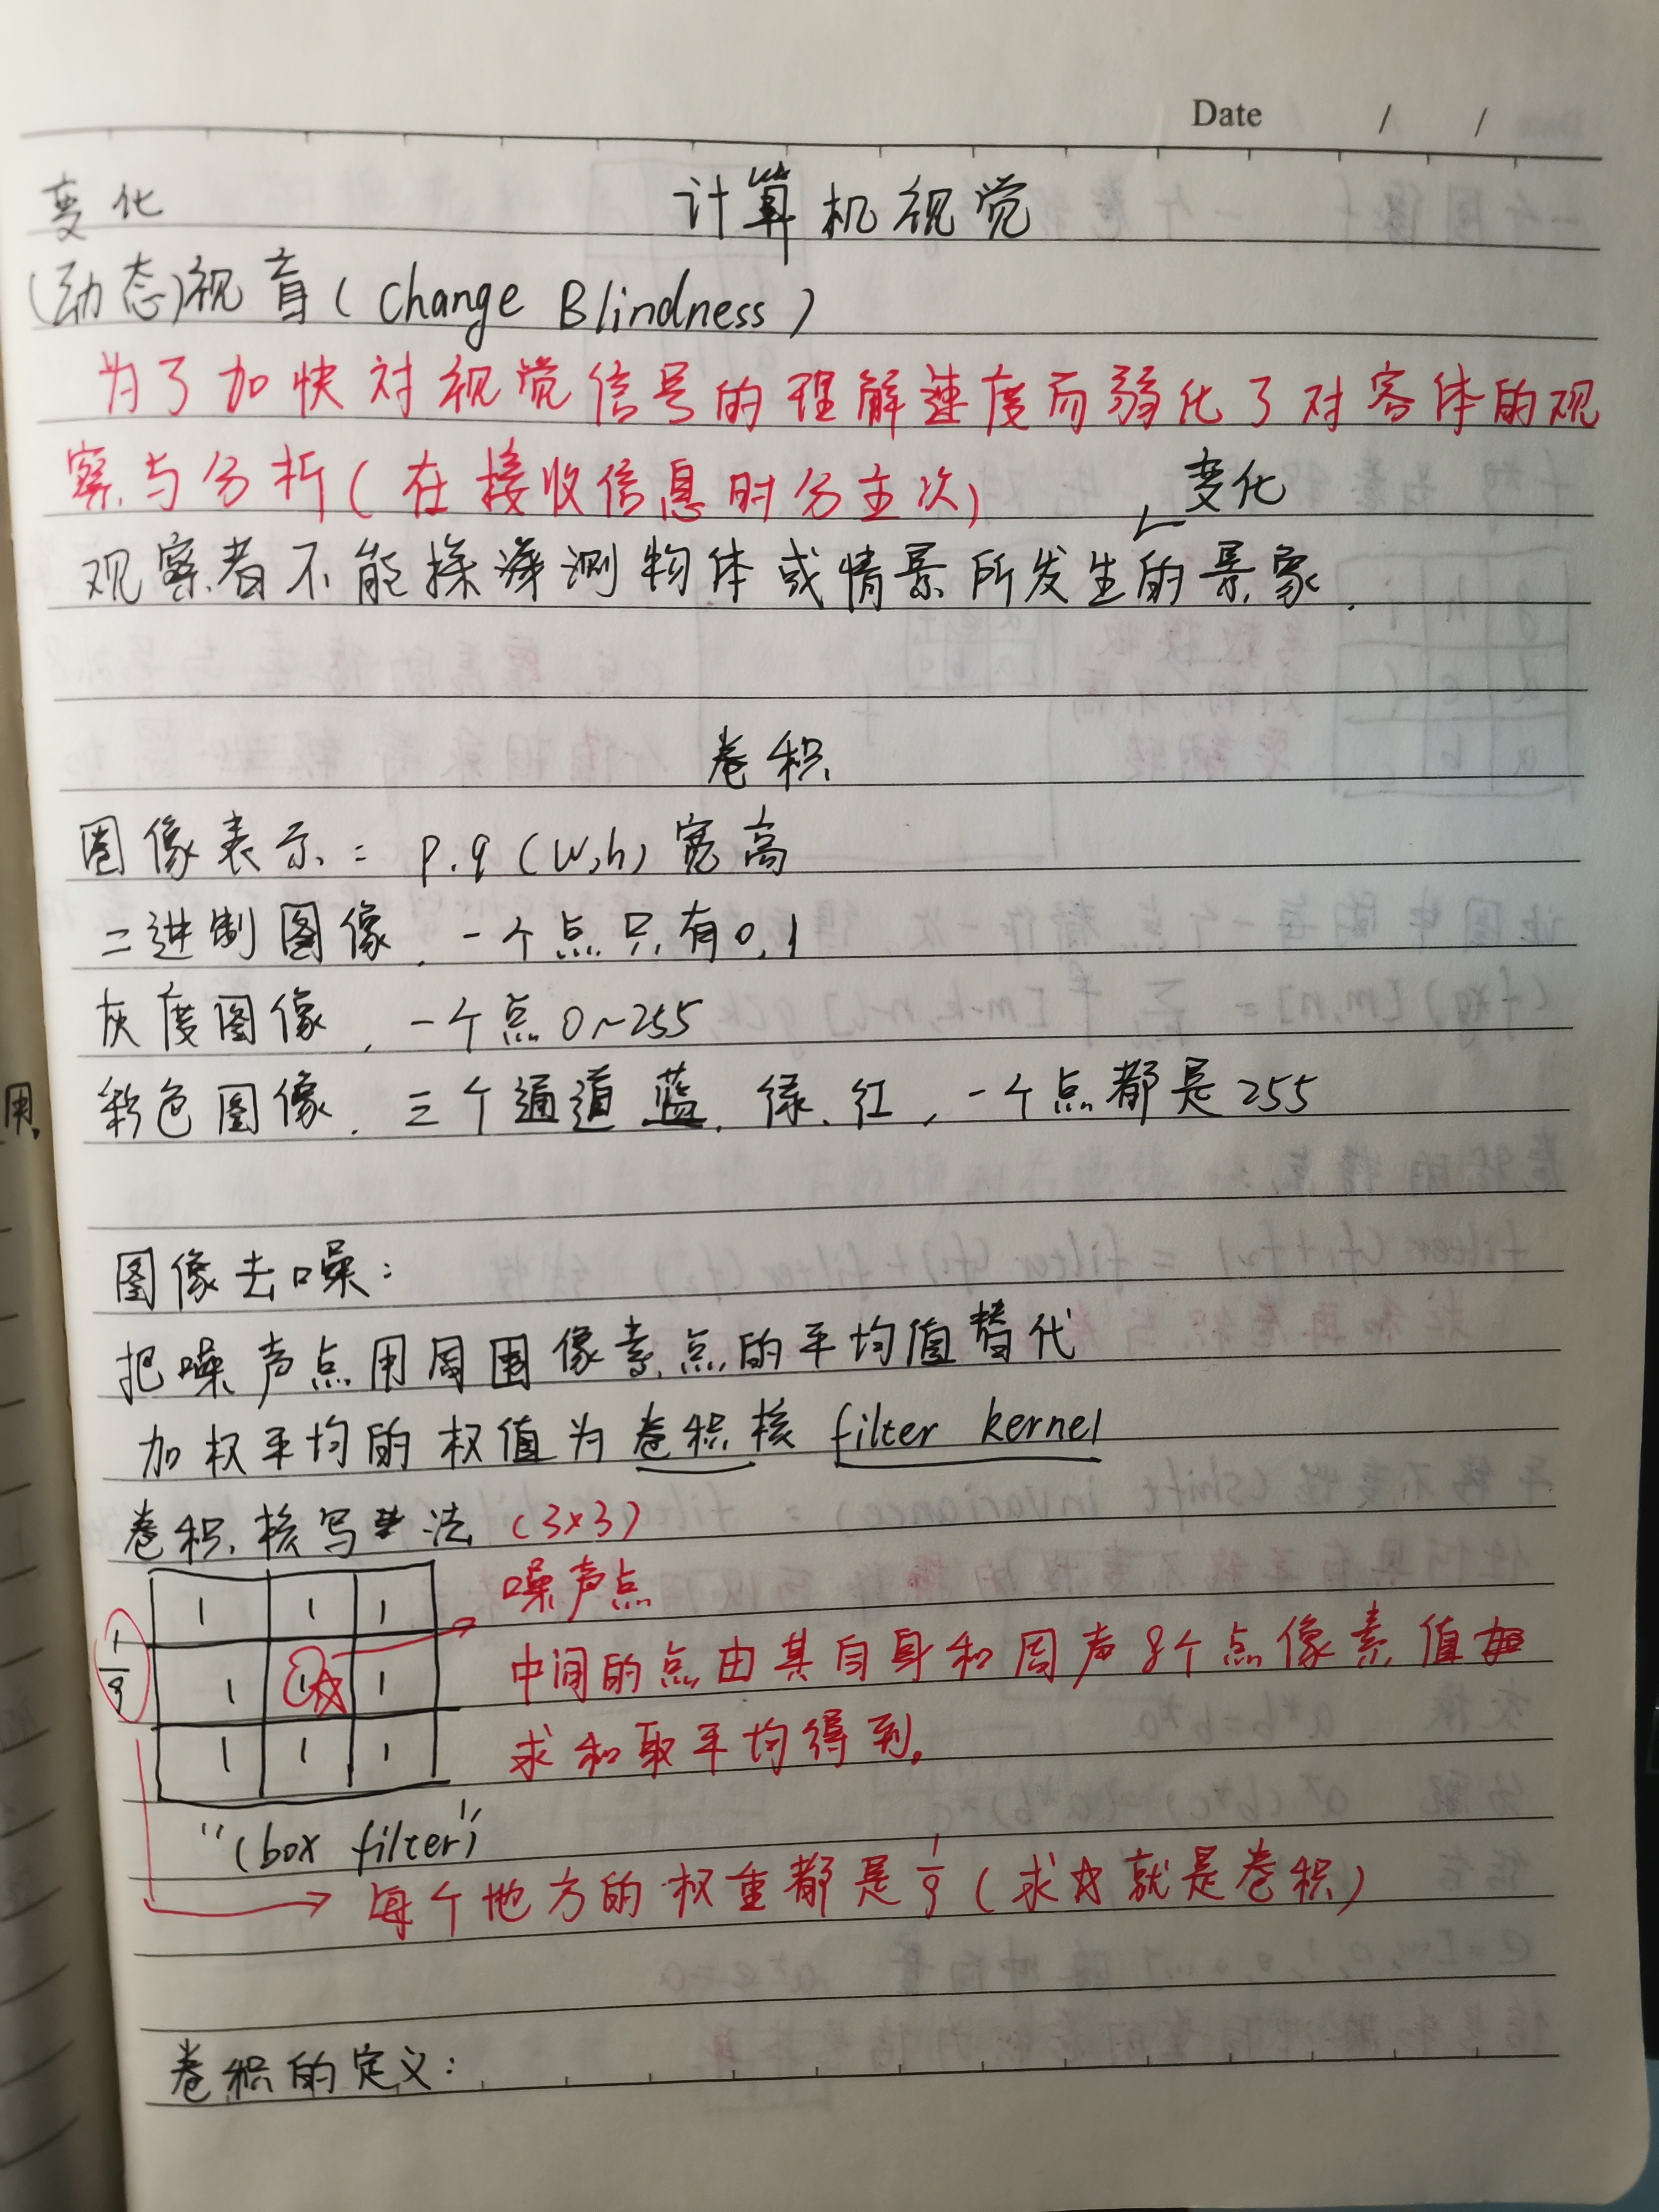 Date / /
变化 计算机视觉
(动态)视盲(Change Blindness)
为了加快对视觉信号的理解速度而弱化了对客体的观
察与分析(在接收信息时分主次)
变化
观察者不能探测物体或情景所发生的景象.
卷积
图像表示: p.q (w,h) 宽高
二进制图像, 一个点只有0,1
灰度图像, 一个点0~255
彩色图像, 三个通道 蓝, 绿, 红, 一个点都是255
图像去噪:
把噪声点用周围像素点的平均值替代
加权平均的权值为卷积核 filter kernel
卷积核写法 (3×3)
1 1 1 噪声点
1/9 1 1 1 中间的点由其自身和周声8个点像素值
1 1 1 求和取平均得到。
"(box filter)"
每个地方的权重都是1/9 (求☆就是卷积)
卷积的定义:
用